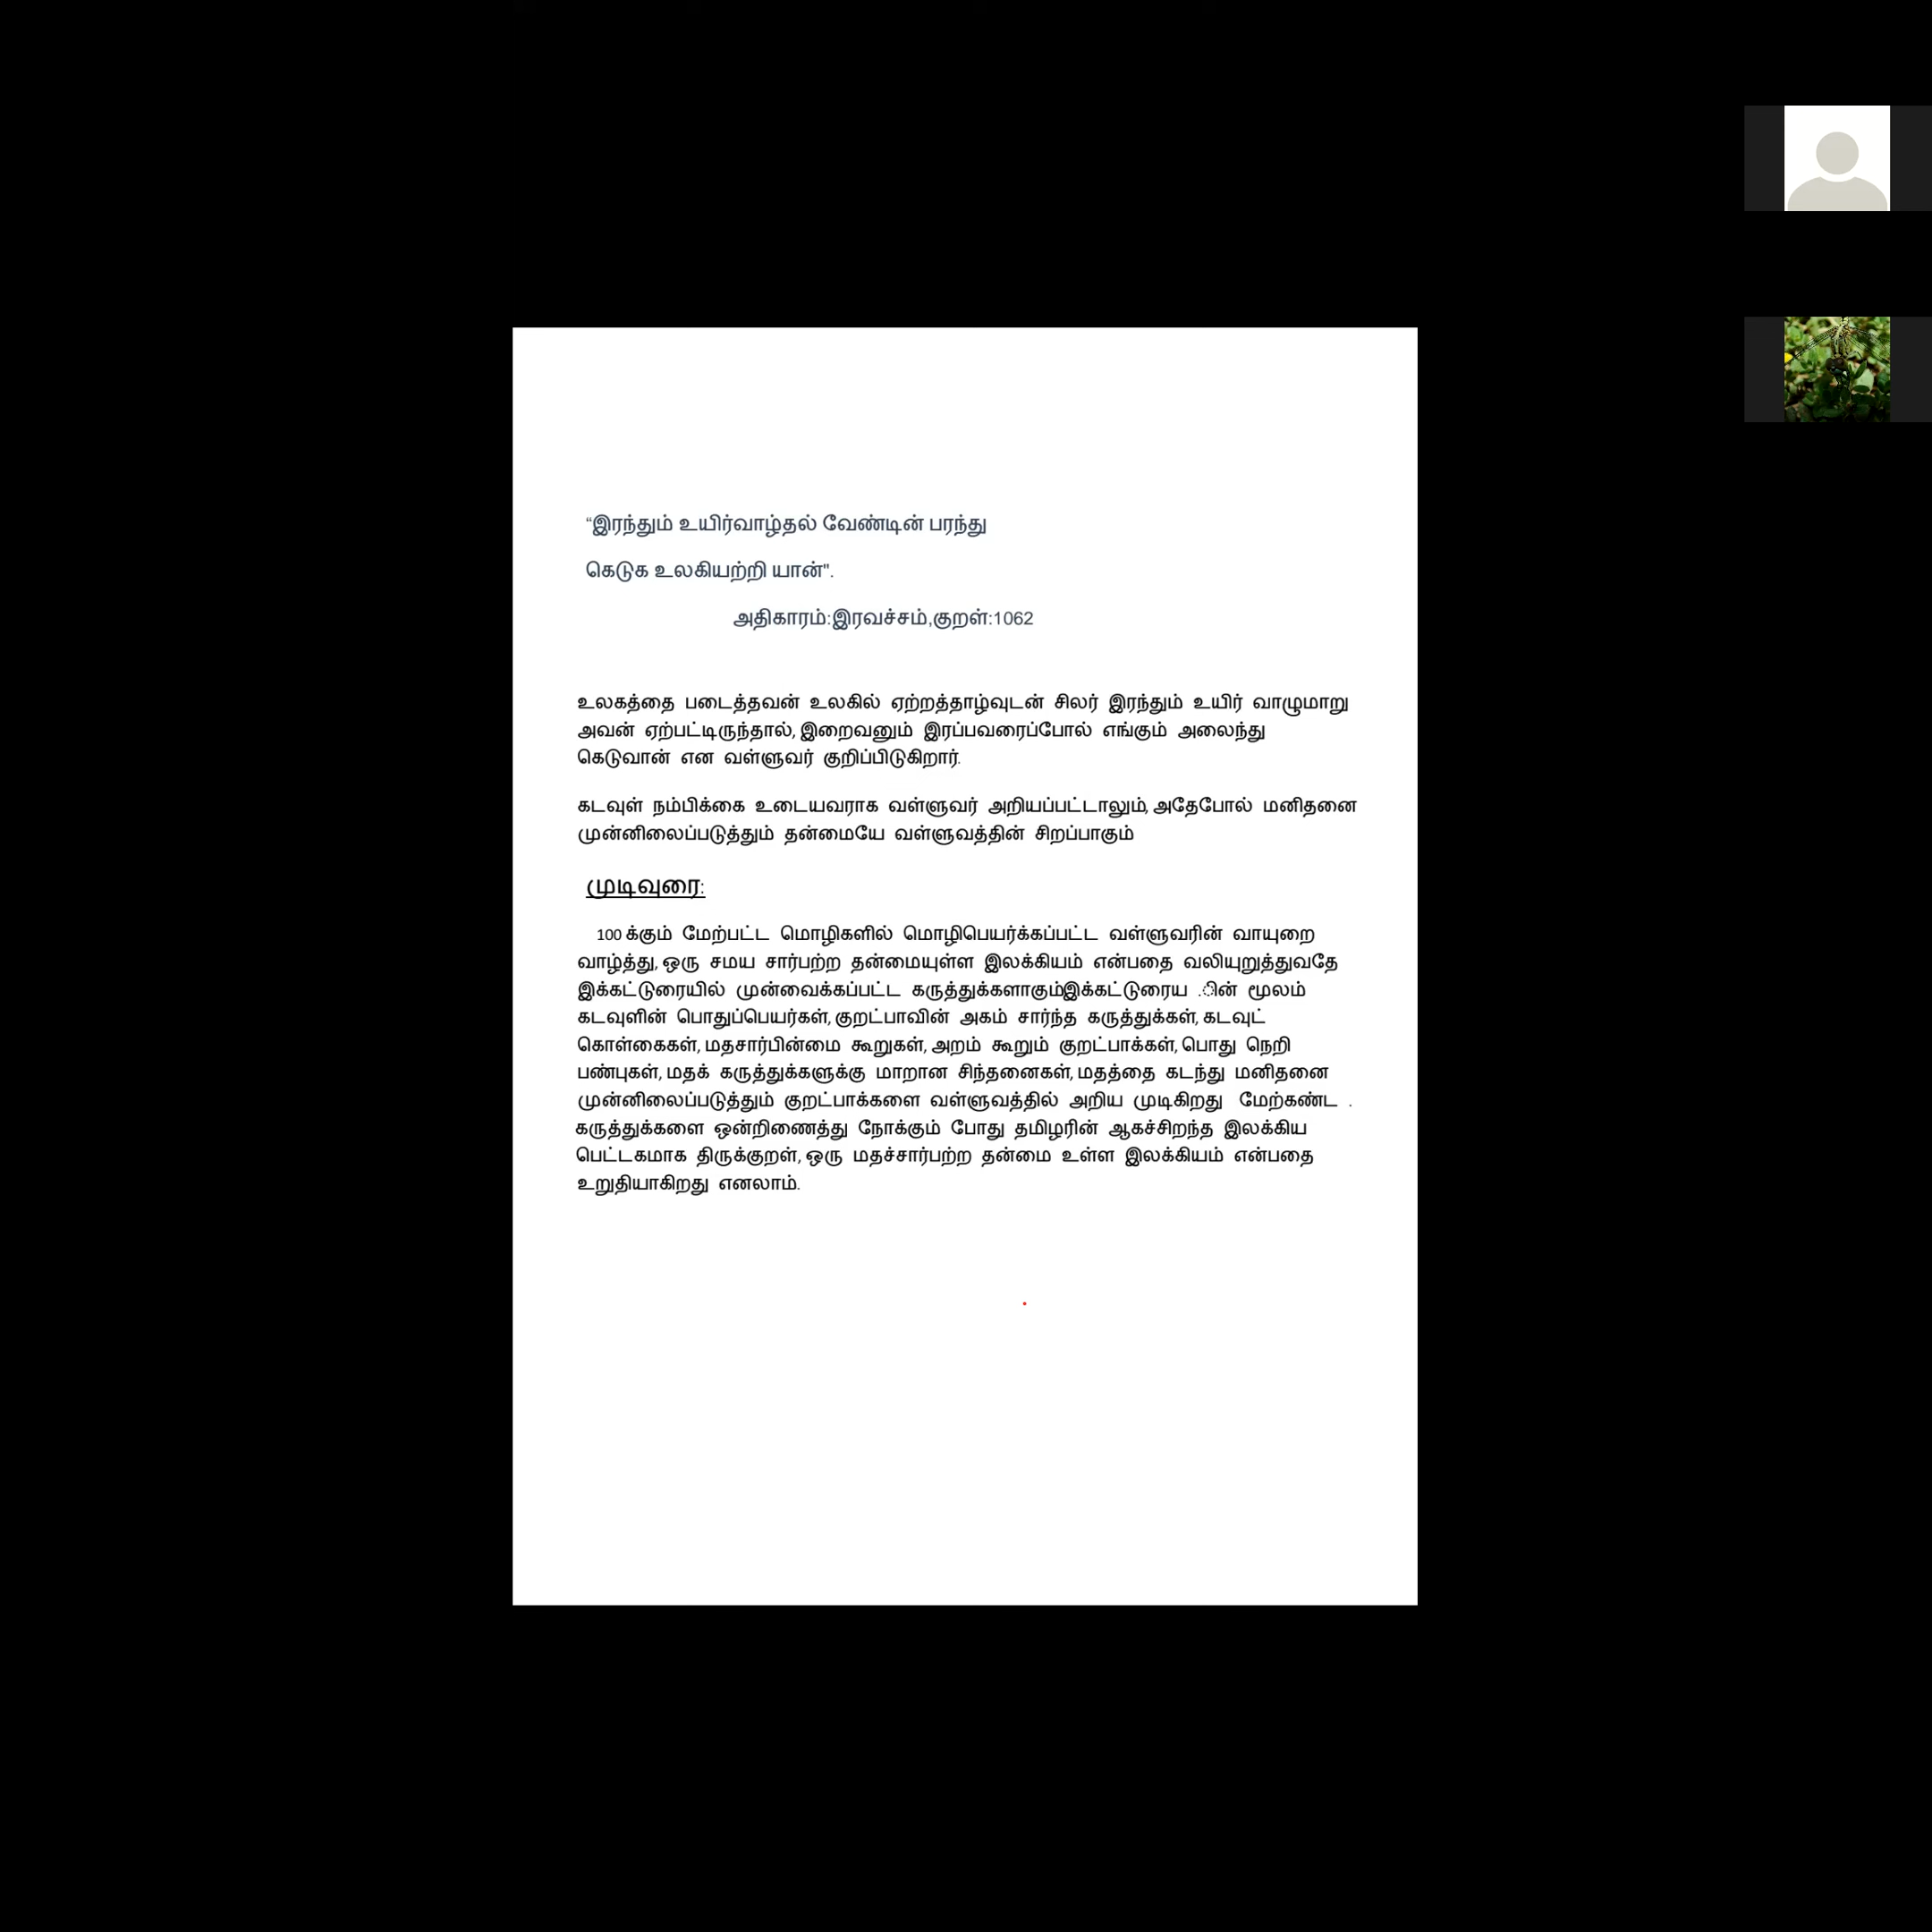 “இரந்தும் உயிர்வாழ்தல் வேண்டின் பரந்து
கெடுக உலகியற்றி யான்".
அதிகாரம்:இரவச்சம்,குறள்:1062
உலகத்தை படைத்தவன் உலகில் ஏற்றத்தாழ்வுடன் சிலர் இரந்தும் உயிர் வாழுமாறு
அவன் ஏற்பட்டிருந்தால், இறைவனும் இரப்பவரைப்போல் எங்கும் அலைந்து
கெடுவான் என வள்ளுவர் குறிப்பிடுகிறார்.
கடவுள் நம்பிக்கை உடையவராக வள்ளுவர் அறியப்பட்டாலும், அதேபோல் மனிதனை
முன்னிலைப்படுத்தும் தன்மையே வள்ளுவத்தின் சிறப்பாகும்
முடிவுரை:
100 க்கும் மேற்பட்ட மொழிகளில் மொழிபெயர்க்கப்பட்ட வள்ளுவரின் வாயுறை
வாழ்த்து, ஒரு சமய சார்பற்ற தன்மையுள்ள இலக்கியம் என்பதை வலியுறுத்துவதே
இக்கட்டுரையில் முன்வைக்கப்பட்ட கருத்துக்களாகும்இக்கட்டுரைய .ின் மூலம்
கடவுளின் பொதுப்பெயர்கள், குறட்பாவின் அகம் சார்ந்த கருத்துக்கள், கடவுட்
கொள்கைகள், மதசார்பின்மை கூறுகள், அறம் கூறும் குறட்பாக்கள், பொது நெறி
பண்புகள், மதக் கருத்துக்களுக்கு மாறான சிந்தனைகள், மதத்தை கடந்து மனிதனை
முன்னிலைப்படுத்தும் குறட்பாக்களை வள்ளுவத்தில் அறிய முடிகிறது மேற்கண்ட .
கருத்துக்களை ஒன்றிணைத்து நோக்கும் போது தமிழரின் ஆகச்சிறந்த இலக்கிய
பெட்டகமாக திருக்குறள், ஒரு மதச்சார்பற்ற தன்மை உள்ள இலக்கியம் என்பதை
உறுதியாகிறது எனலாம்.